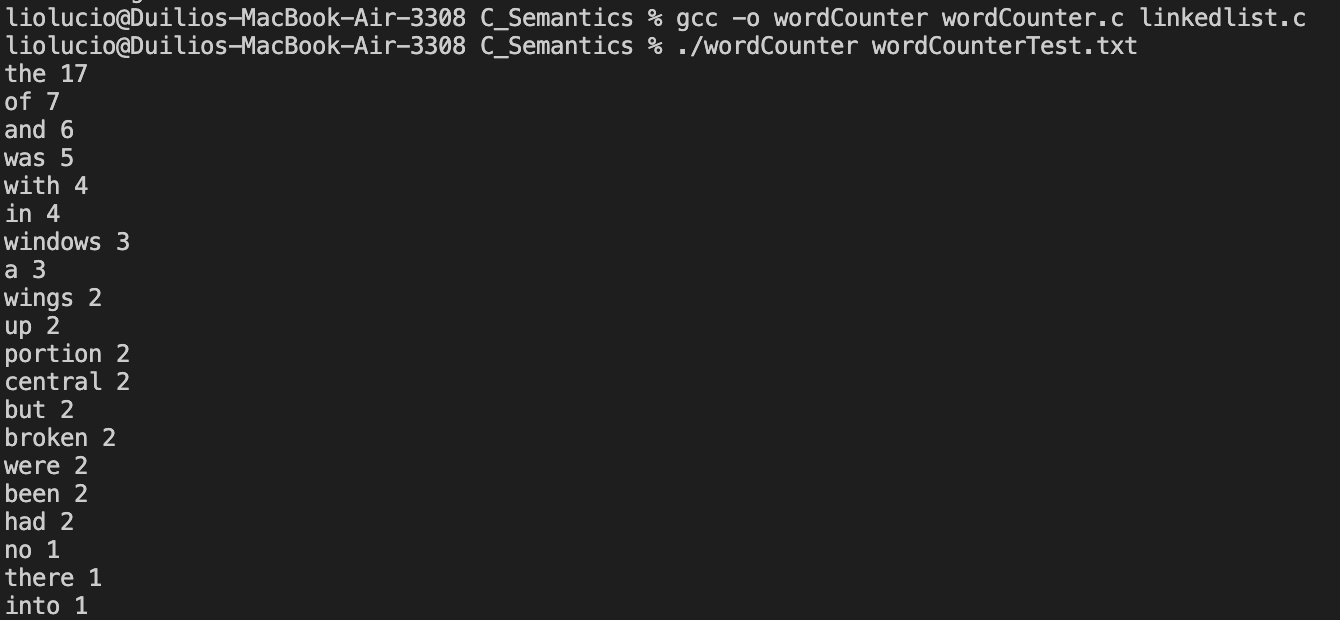 liolucio@Duilios-MacBook-Air-3308 C_Semantics % gcc -o wordCounter wordCounter.c linkedlist.c
liolucio@Duilios-MacBook-Air-3308 C_Semantics % ./wordCounter wordCounterTest.txt
the 17
of 7
and 6
was 5
with 4
in 4
windows 3
a 3
wings 2
up 2
portion 2
central 2
but 2
broken 2
were 2
been 2
had 2
no 1
there 1
into 1